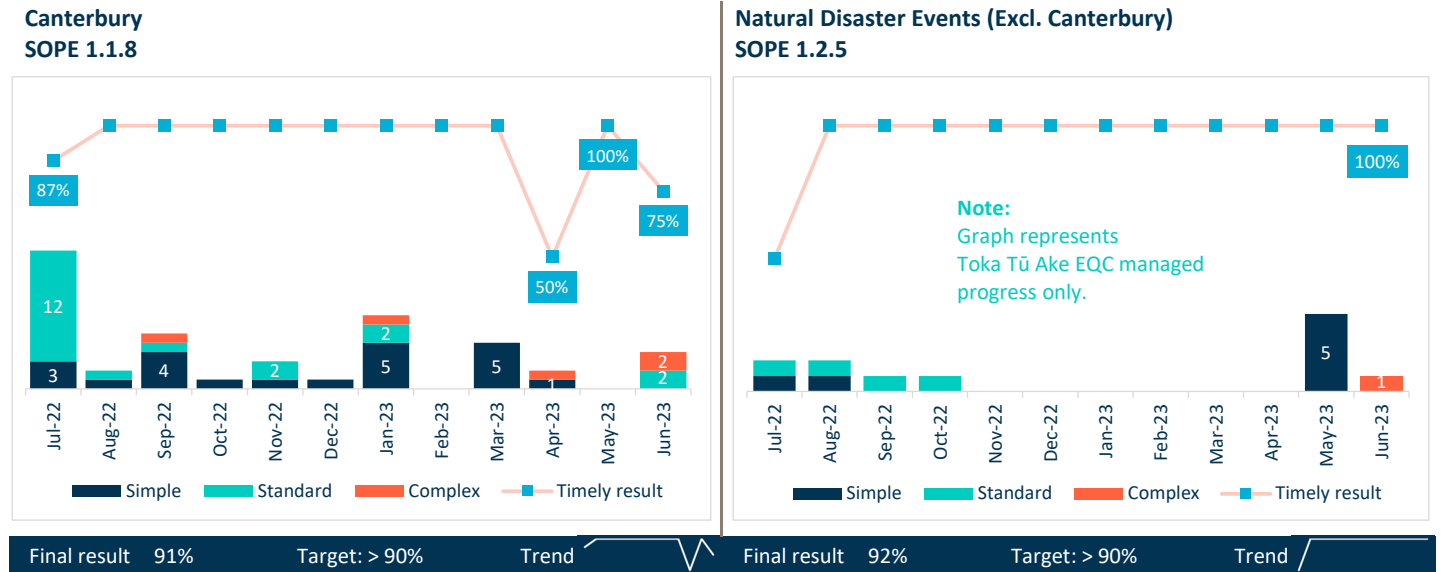 Canterbury
SOPE 1.1.8
87%
100%
75%
50%
12
3
4
2
2
5
5
1
2
2
Jul-22
Aug-22
Sep-22
Oct-22
Nov-22
Dec-22
Jan-23
Feb-23
Mar-23
Apr-23
May-23
Jun-23
Simple Standard Complex Timely result
Final result 91% Target: > 90% Trend
Natural Disaster Events (Excl. Canterbury)
SOPE 1.2.5
100%
Note:
Graph represents
Toka Tū Ake EQC managed
progress only.
5
1
Jul-22
Aug-22
Sep-22
Oct-22
Nov-22
Dec-22
Jan-23
Feb-23
Mar-23
Apr-23
May-23
Jun-23
Simple Standard Complex Timely result
Final result 92% Target: > 90% Trend